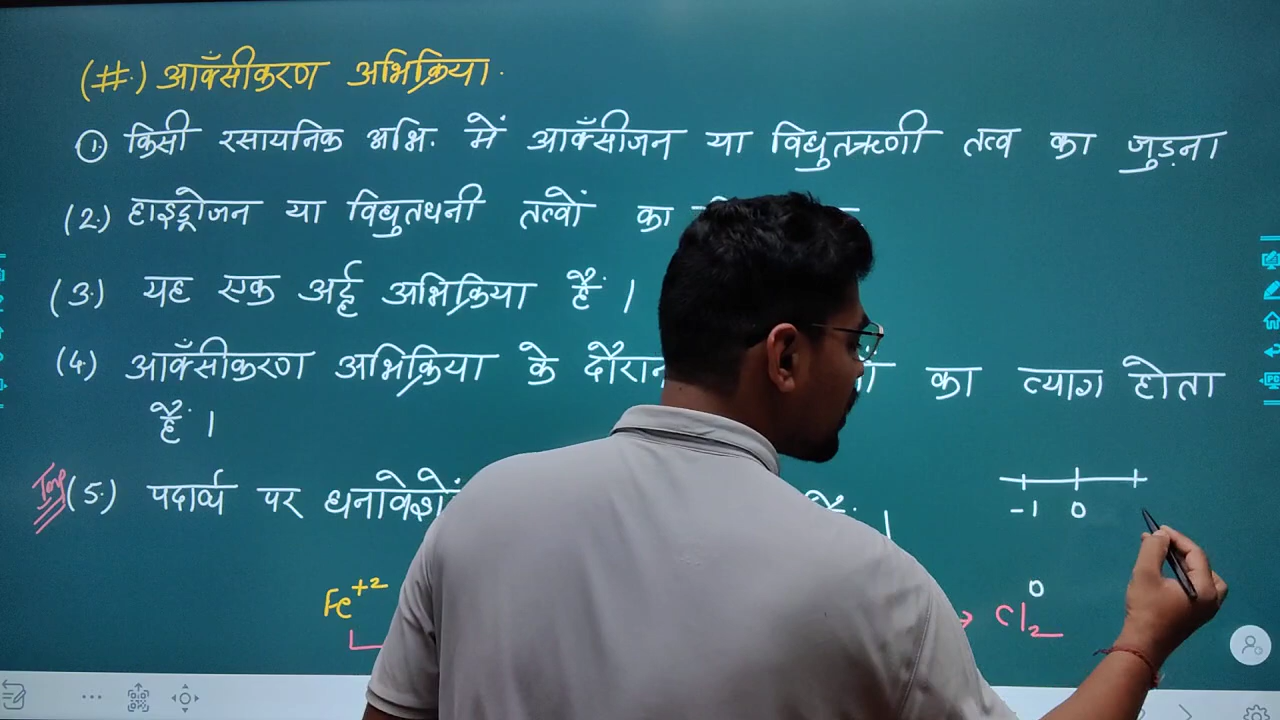 (#.) ऑक्सीकरण अभिक्रिया.
①. किसी रसायनिक अभि. में ऑक्सीजन या विधुतऋणी तत्व का जुड़ना
(2.) हाइड्रोजन या विधुतधनी तत्वों का
(3.) यह एक अर्द्ध अभिक्रिया है ।
(4.) ऑक्सीकरण अभिक्रिया के दौरान का त्याग होता
है ।
Imp (5.) पदार्थ पर धनावेशों
-1 0
Fe+2 → Cl2 0